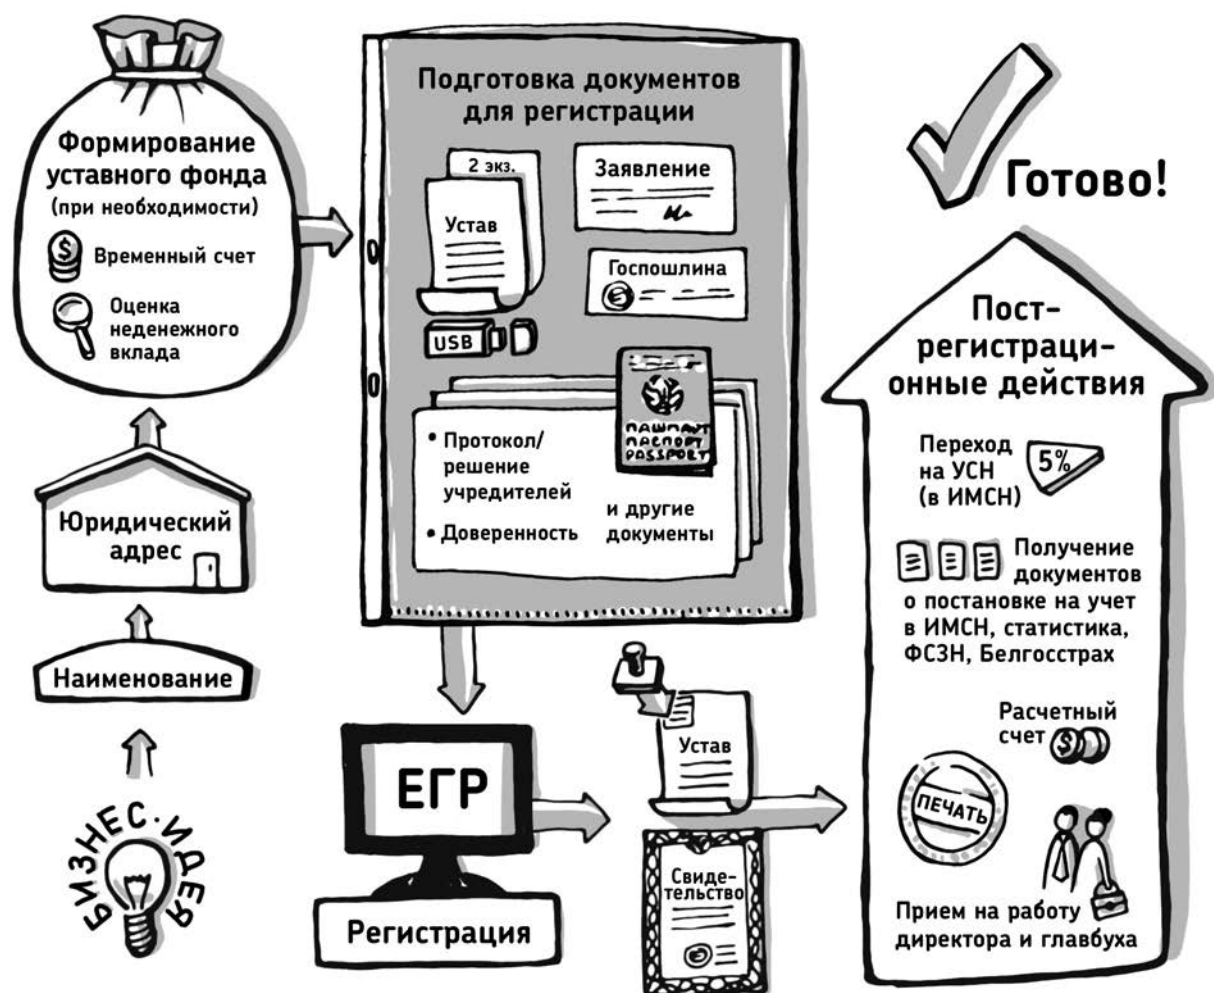 БИЗНЕС·ИДЕЯ
Наименование
Юридический
адрес
Формирование
уставного фонда
(при необходимости)
$
Временный счет
Оценка
неденежного
вклада
Подготовка документов
для регистрации
2 экз.
Устав
Заявление
Госпошлина
USB
ПАШПАРТ
ПАСПОРТ
PASSPORT
• Протокол/
решение
учредителей
• Доверенность
и другие
документы
ЕГР
Регистрация
Устав
Свиде-
тельство
Пост-
регистраци-
онные действия
Переход
на УСН
(в ИМСН)
5%
Получение
документов
о постановке на учет
в ИМСН, статистика,
ФСЗН, Белгосстрах
Расчетный
счет
$
ПЕЧАТЬ
Прием на работу
директора и главбуха
Готово!